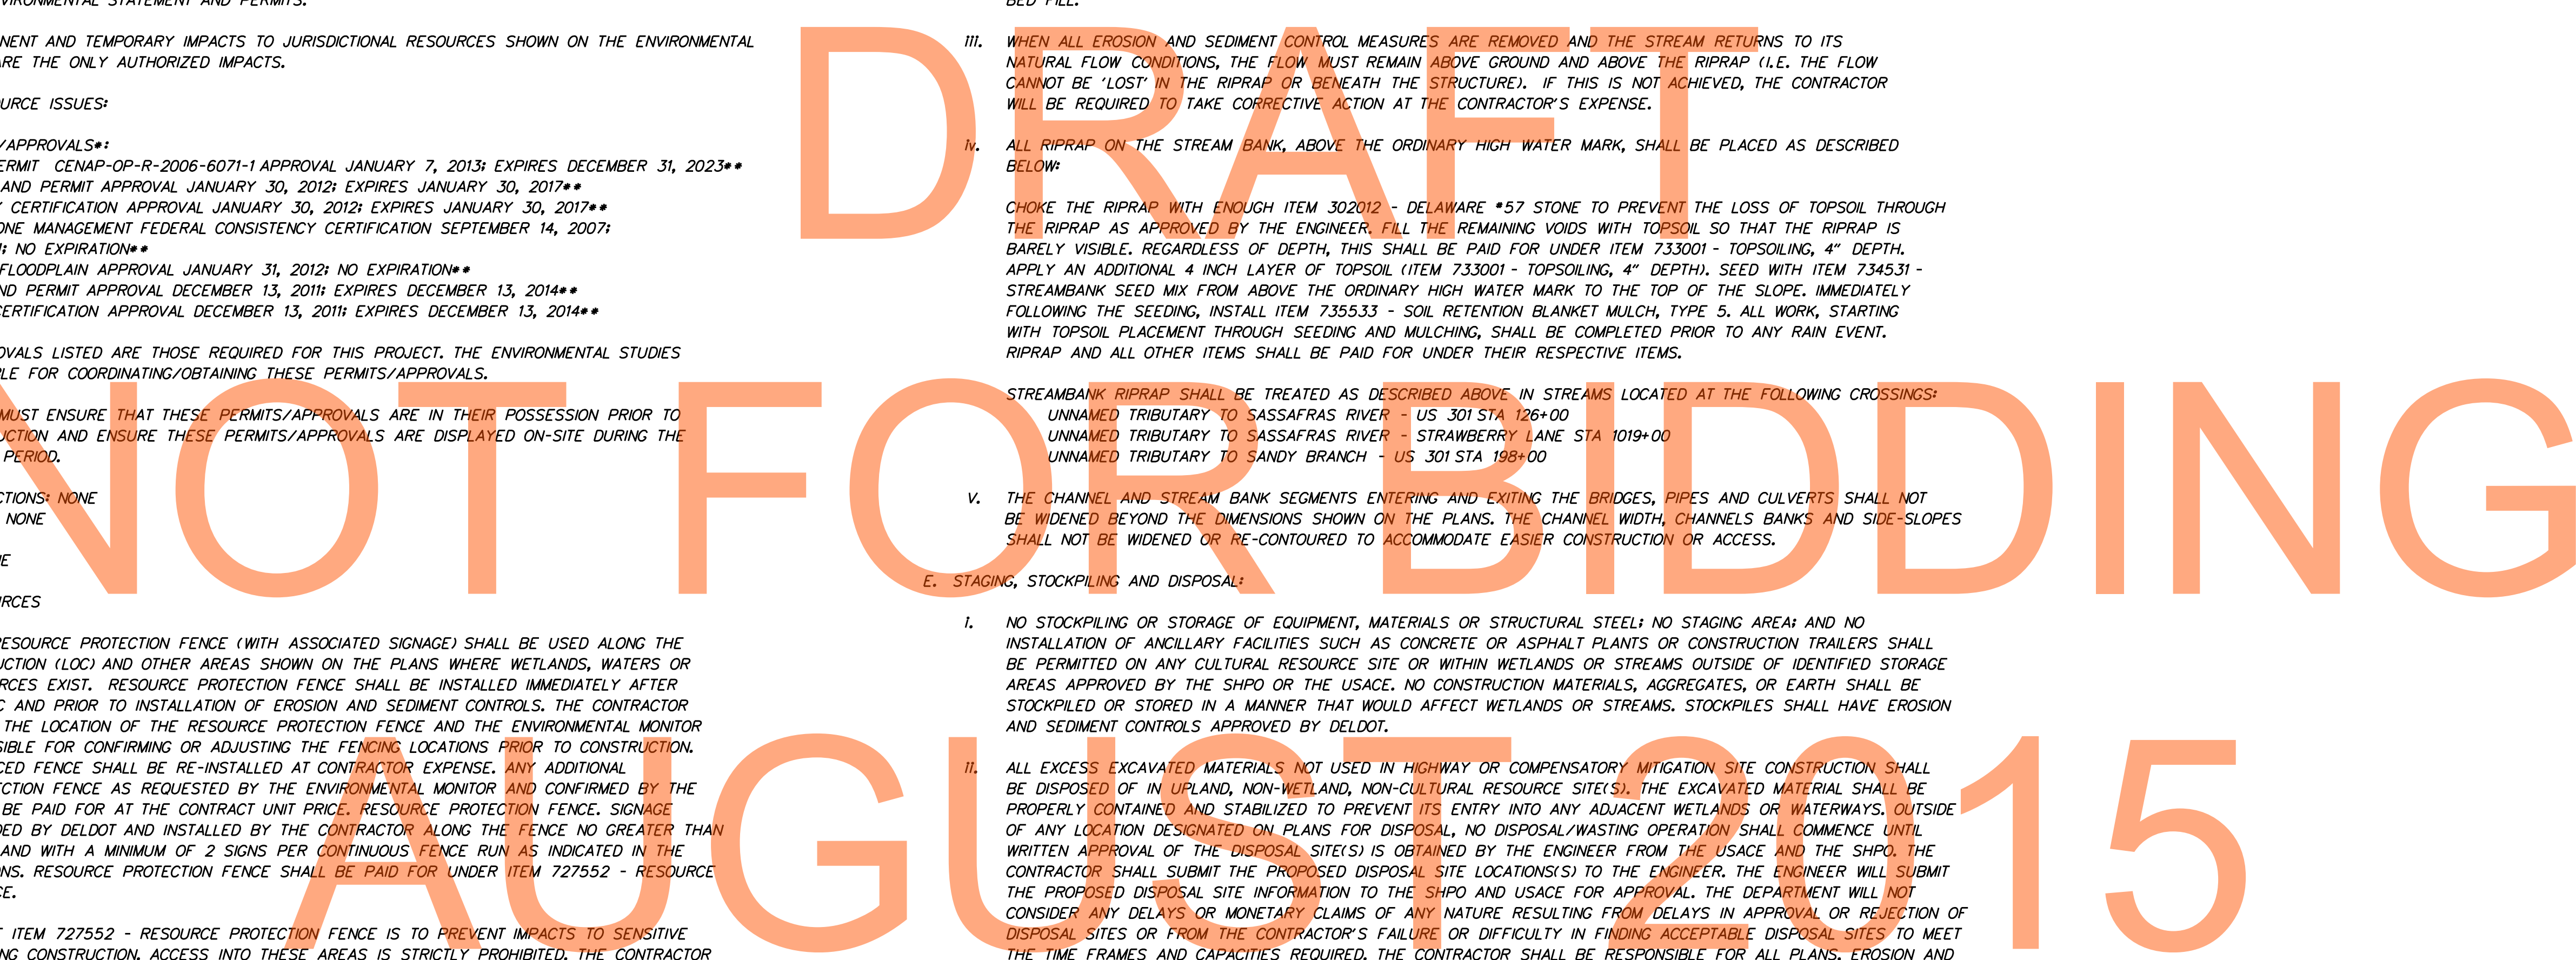 VIRONMENTAL STATEMENT AND PERMITS.
NENT AND TEMPORARY IMPACTS TO JURISDICTIONAL RESOURCES SHOWN ON THE ENVIRONMENTAL
ARE THE ONLY AUTHORIZED IMPACTS.
OURCE ISSUES:
/APPROVALS*:
ERMIT CENAP-OP-R-2006-6071-1 APPROVAL JANUARY 7, 2013; EXPIRES DECEMBER 31, 2023**
AND PERMIT APPROVAL JANUARY 30, 2012; EXPIRES JANUARY 30, 2017**
Y CERTIFICATION APPROVAL JANUARY 30, 2012; EXPIRES JANUARY 30, 2017**
ONE MANAGEMENT FEDERAL CONSISTENCY CERTIFICATION SEPTEMBER 14, 2007;
; NO EXPIRATION**
FLOODPLAIN APPROVAL JANUARY 31, 2012; NO EXPIRATION**
ND PERMIT APPROVAL DECEMBER 13, 2011; EXPIRES DECEMBER 13, 2014**
CERTIFICATION APPROVAL DECEMBER 13, 2011; EXPIRES DECEMBER 13, 2014**
OVALS LISTED ARE THOSE REQUIRED FOR THIS PROJECT. THE ENVIRONMENTAL STUDIES
LE FOR COORDINATING/OBTAINING THESE PERMITS/APPROVALS.
MUST ENSURE THAT THESE PERMITS/APPROVALS ARE IN THEIR POSSESSION PRIOR TO
UCTION AND ENSURE THESE PERMITS/APPROVALS ARE DISPLAYED ON-SITE DURING THE
PERIOD.
CTIONS: NONE
NONE
NE
URCES
RESOURCE PROTECTION FENCE (WITH ASSOCIATED SIGNAGE) SHALL BE USED ALONG THE
UCTION (LOC) AND OTHER AREAS SHOWN ON THE PLANS WHERE WETLANDS, WATERS OR
RCES EXIST. RESOURCE PROTECTION FENCE SHALL BE INSTALLED IMMEDIATELY AFTER
C AND PRIOR TO INSTALLATION OF EROSION AND SEDIMENT CONTROLS. THE CONTRACTOR
THE LOCATION OF THE RESOURCE PROTECTION FENCE AND THE ENVIRONMENTAL MONITOR
SIBLE FOR CONFIRMING OR ADJUSTING THE FENCING LOCATIONS PRIOR TO CONSTRUCTION.
CED FENCE SHALL BE RE-INSTALLED AT CONTRACTOR EXPENSE. ANY ADDITIONAL
ECTION FENCE AS REQUESTED BY THE ENVIRONMENTAL MONITOR AND CONFIRMED BY THE
BE PAID FOR AT THE CONTRACT UNIT PRICE. RESOURCE PROTECTION FENCE. SIGNAGE
DED BY DELDOT AND INSTALLED BY THE CONTRACTOR ALONG THE FENCE NO GREATER THAN
AND WITH A MINIMUM OF 2 SIGNS PER CONTINUOUS FENCE RUN AS INDICATED IN THE
ONS. RESOURCE PROTECTION FENCE SHALL BE PAID FOR UNDER ITEM 727552 - RESOURCE
CE.
ITEM 727552 - RESOURCE PROTECTION FENCE IS TO PREVENT IMPACTS TO SENSITIVE
NG CONSTRUCTION. ACCESS INTO THESE AREAS IS STRICTLY PROHIBITED. THE CONTRACTOR
BED FILL.
iii. WHEN ALL EROSION AND SEDIMENT CONTROL MEASURES ARE REMOVED AND THE STREAM RETURNS TO ITS
NATURAL FLOW CONDITIONS, THE FLOW MUST REMAIN ABOVE GROUND AND ABOVE THE RIPRAP (I.E. THE FLOW
CANNOT BE 'LOST' IN THE RIPRAP OR BENEATH THE STRUCTURE). IF THIS IS NOT ACHIEVED, THE CONTRACTOR
WILL BE REQUIRED TO TAKE CORRECTIVE ACTION AT THE CONTRACTOR'S EXPENSE.
iv. ALL RIPRAP ON THE STREAM BANK, ABOVE THE ORDINARY HIGH WATER MARK, SHALL BE PLACED AS DESCRIBED
BELOW:
CHOKE THE RIPRAP WITH ENOUGH ITEM 302012 - DELAWARE #57 STONE TO PREVENT THE LOSS OF TOPSOIL THROUGH
THE RIPRAP AS APPROVED BY THE ENGINEER. FILL THE REMAINING VOIDS WITH TOPSOIL SO THAT THE RIPRAP IS
BARELY VISIBLE. REGARDLESS OF DEPTH, THIS SHALL BE PAID FOR UNDER ITEM 733001 - TOPSOILING, 4" DEPTH.
APPLY AN ADDITIONAL 4 INCH LAYER OF TOPSOIL (ITEM 733001 - TOPSOILING, 4" DEPTH). SEED WITH ITEM 734531 -
STREAMBANK SEED MIX FROM ABOVE THE ORDINARY HIGH WATER MARK TO THE TOP OF THE SLOPE. IMMEDIATELY
FOLLOWING THE SEEDING, INSTALL ITEM 735533 - SOIL RETENTION BLANKET MULCH, TYPE 5. ALL WORK, STARTING
WITH TOPSOIL PLACEMENT THROUGH SEEDING AND MULCHING, SHALL BE COMPLETED PRIOR TO ANY RAIN EVENT.
RIPRAP AND ALL OTHER ITEMS SHALL BE PAID FOR UNDER THEIR RESPECTIVE ITEMS.
STREAMBANK RIPRAP SHALL BE TREATED AS DESCRIBED ABOVE IN STREAMS LOCATED AT THE FOLLOWING CROSSINGS:
UNNAMED TRIBUTARY TO SASSAFRAS RIVER - US 301 STA 126+00
UNNAMED TRIBUTARY TO SASSAFRAS RIVER - STRAWBERRY LANE STA 1019+00
UNNAMED TRIBUTARY TO SANDY BRANCH - US 301 STA 198+00
v. THE CHANNEL AND STREAM BANK SEGMENTS ENTERING AND EXITING THE BRIDGES, PIPES AND CULVERTS SHALL NOT
BE WIDENED BEYOND THE DIMENSIONS SHOWN ON THE PLANS. THE CHANNEL WIDTH, CHANNELS BANKS AND SIDE-SLOPES
SHALL NOT BE WIDENED OR RE-CONTOURED TO ACCOMMODATE EASIER CONSTRUCTION OR ACCESS.
E. STAGING, STOCKPILING AND DISPOSAL:
i. NO STOCKPILING OR STORAGE OF EQUIPMENT, MATERIALS OR STRUCTURAL STEEL; NO STAGING AREA; AND NO
INSTALLATION OF ANCILLARY FACILITIES SUCH AS CONCRETE OR ASPHALT PLANTS OR CONSTRUCTION TRAILERS SHALL
BE PERMITTED ON ANY CULTURAL RESOURCE SITE OR WITHIN WETLANDS OR STREAMS OUTSIDE OF IDENTIFIED STORAGE
AREAS APPROVED BY THE SHPO OR THE USACE. NO CONSTRUCTION MATERIALS, AGGREGATES, OR EARTH SHALL BE
STOCKPILED OR STORED IN A MANNER THAT WOULD AFFECT WETLANDS OR STREAMS. STOCKPILES SHALL HAVE EROSION
AND SEDIMENT CONTROLS APPROVED BY DELDOT.
ii. ALL EXCESS EXCAVATED MATERIALS NOT USED IN HIGHWAY OR COMPENSATORY MITIGATION SITE CONSTRUCTION SHALL
BE DISPOSED OF IN UPLAND, NON-WETLAND, NON-CULTURAL RESOURCE SITE(S). THE EXCAVATED MATERIAL SHALL BE
PROPERLY CONTAINED AND STABILIZED TO PREVENT ITS ENTRY INTO ANY ADJACENT WETLANDS OR WATERWAYS. OUTSIDE
OF ANY LOCATION DESIGNATED ON PLANS FOR DISPOSAL, NO DISPOSAL/WASTING OPERATION SHALL COMMENCE UNTIL
WRITTEN APPROVAL OF THE DISPOSAL SITE(S) IS OBTAINED BY THE ENGINEER FROM THE USACE AND THE SHPO. THE
CONTRACTOR SHALL SUBMIT THE PROPOSED DISPOSAL SITE LOCATIONS(S) TO THE ENGINEER. THE ENGINEER WILL SUBMIT
THE PROPOSED DISPOSAL SITE INFORMATION TO THE SHPO AND USACE FOR APPROVAL. THE DEPARTMENT WILL NOT
CONSIDER ANY DELAYS OR MONETARY CLAIMS OF ANY NATURE RESULTING FROM DELAYS IN APPROVAL OR REJECTION OF
DISPOSAL SITES OR FROM THE CONTRACTOR'S FAILURE OR DIFFICULTY IN FINDING ACCEPTABLE DISPOSAL SITES TO MEET
THE TIME FRAMES AND CAPACITIES REQUIRED. THE CONTRACTOR SHALL BE RESPONSIBLE FOR ALL PLANS, EROSION AND
DRAFT
NOT FOR BIDDING
AUGUST 2015